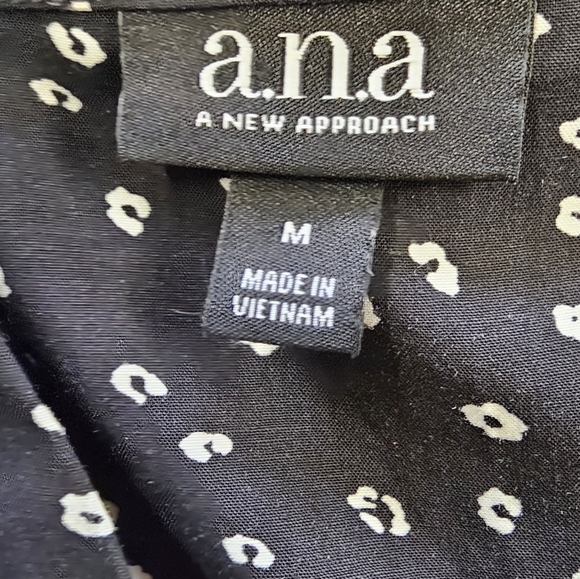 a.n.a
A NEW APPROACH
M
MADE IN
VIETNAM